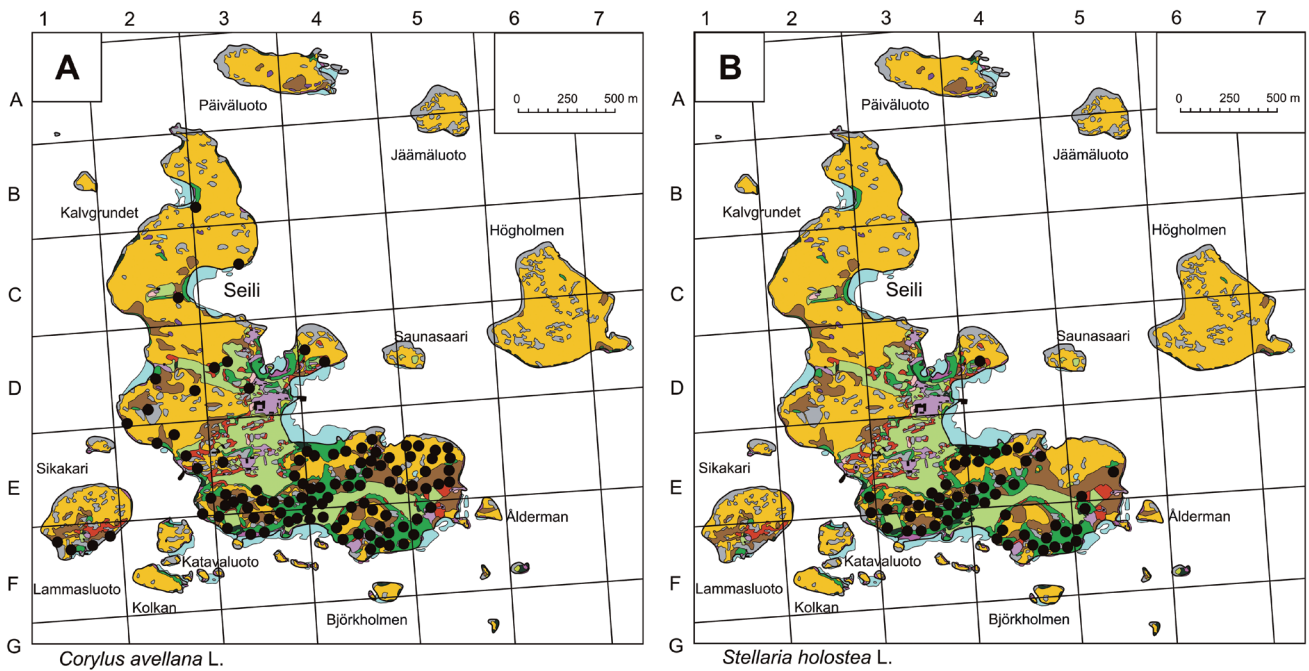 1 2 3 4 5 6 7
A
A
Päiväluoto
0 250 500 m
Jäämäluoto
B
Kalvgrundet
Högholmen
C
Seili
Saunasaari
D
Sikakari
E
Ålderman
Katavaluoto
Lammasluoto
F
Kolkan
Björkholmen
G
Corylus avellana L.
1 2 3 4 5 6 7
B
A
Päiväluoto
0 250 500 m
Jäämäluoto
B
Kalvgrundet
Högholmen
C
Seili
Saunasaari
D
Sikakari
E
Ålderman
Katavaluoto
Lammasluoto
F
Kolkan
Björkholmen
G
Stellaria holostea L.